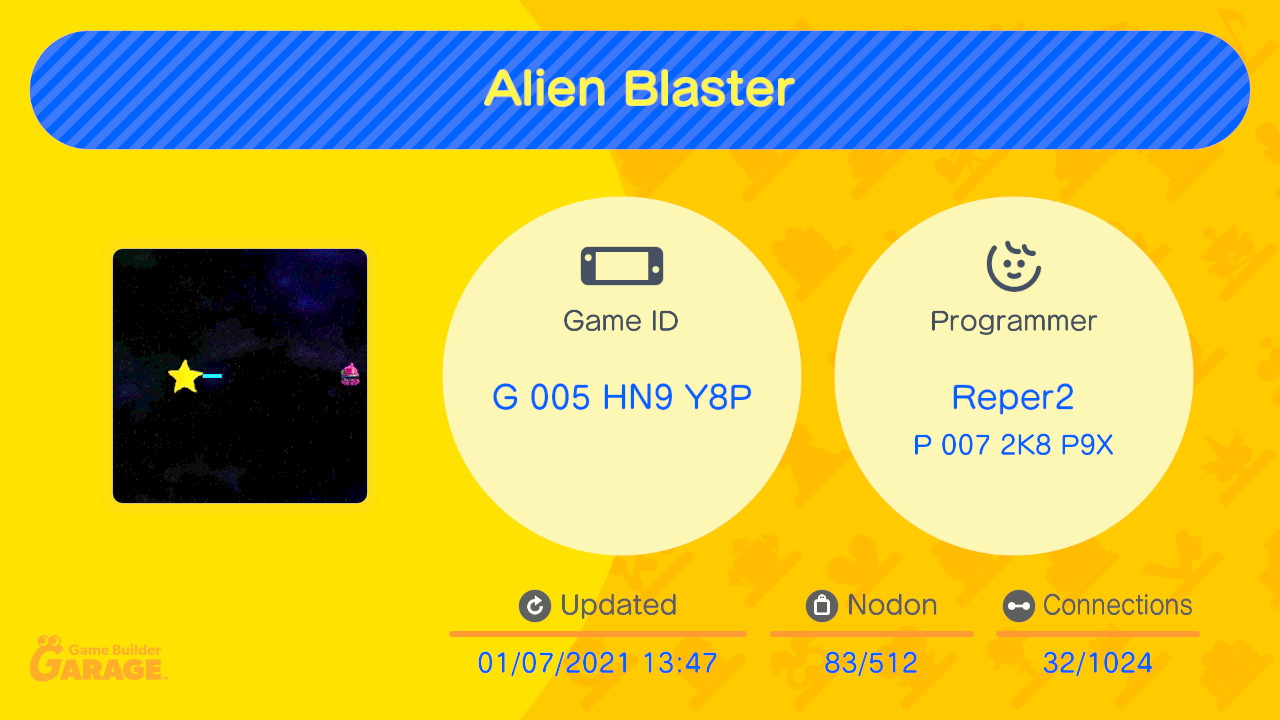 Alien Blaster
Game ID
G 005 HN9 Y8P
Programmer
Reper2
P 007 2K8 P9X
Updated
01/07/2021 13:47
Nodon
83/512
Connections
32/1024
Game Builder
GARAGE